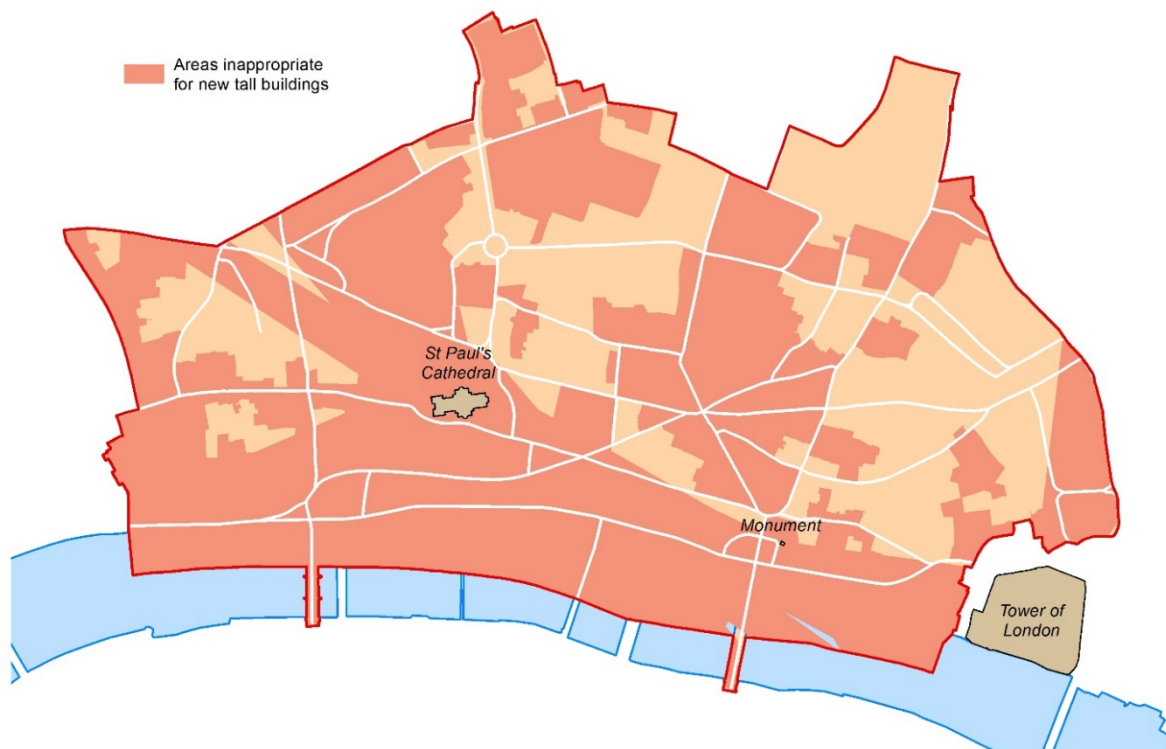 Areas inappropriate
for new tall buildings
St Paul's
Cathedral
Monument
Tower of
London